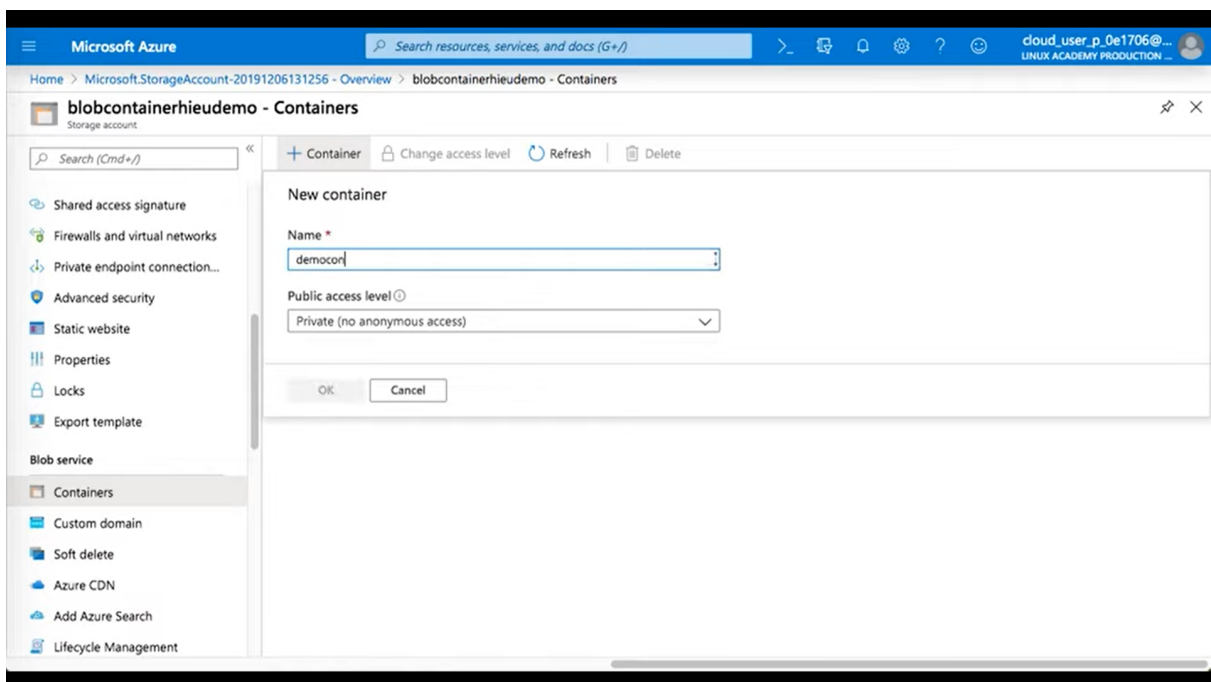 Microsoft Azure
Search resources, services, and docs (G+/)
cloud_user_p_0e1706@...
LINUX ACADEMY PRODUCTION ...
Home > Microsoft.StorageAccount-20191206131256 - Overview > blobcontainerhieudemo - Containers
blobcontainerhieudemo - Containers
Storage account
Search (Cmd+/)
Shared access signature
Firewalls and virtual networks
Private endpoint connection...
Advanced security
Static website
Properties
Locks
Export template
Blob service
Containers
Custom domain
Soft delete
Azure CDN
Add Azure Search
Lifecycle Management
+ Container Change access level Refresh Delete
New container
Name *
democon
Public access level
Private (no anonymous access)
OK Cancel